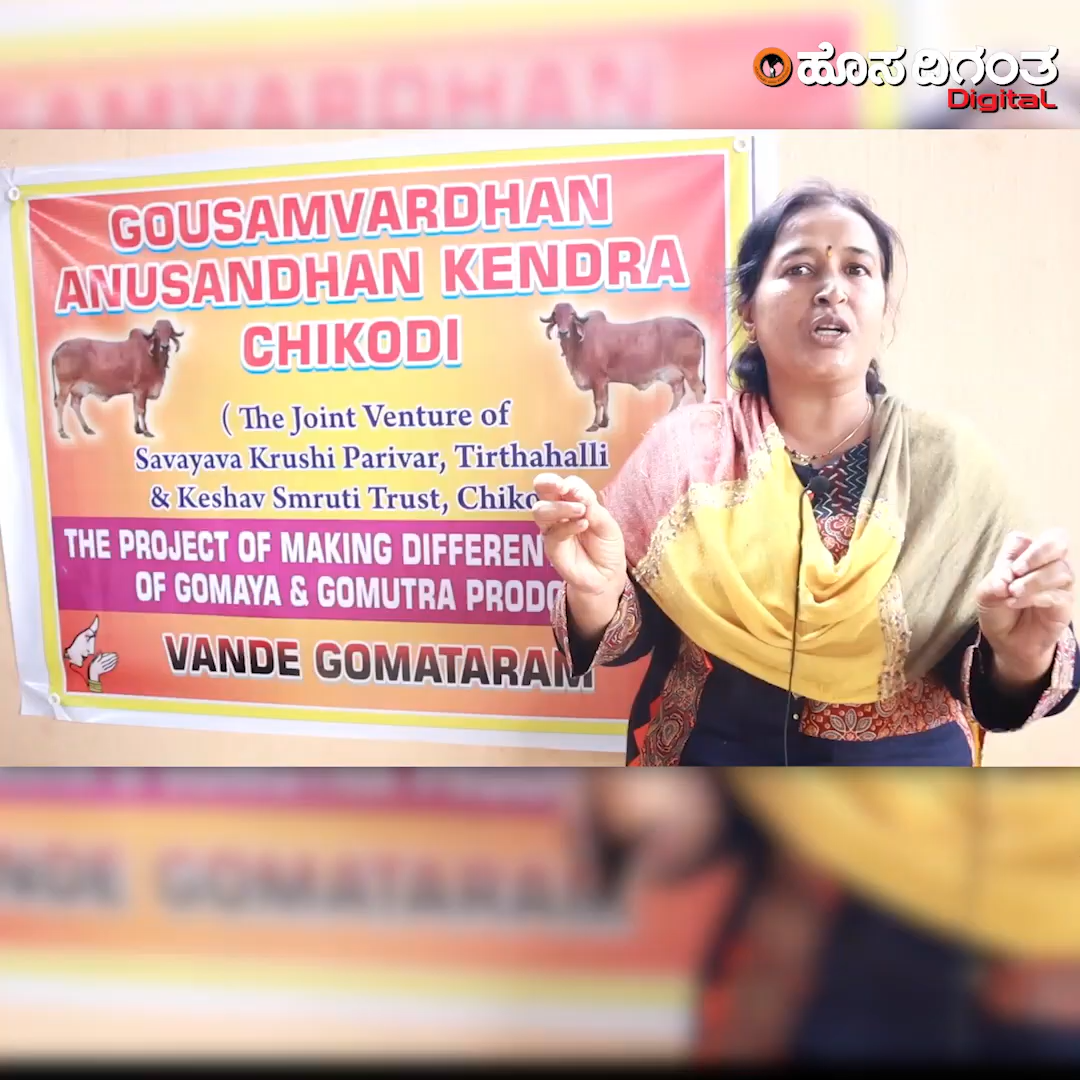 ಹೊಸದಿಗಂತ
Digital
GOUSAMVARDHAN
ANUSANDHAN KENDRA
CHIKODI
( The Joint Venture of
Savayava Krushi Parivar, Tirthahalli
& Keshav Smruti Trust,
THE PROJECT OF MAKING
OF GOMAYA & GOMUTRA
VANDE GOMATARAM